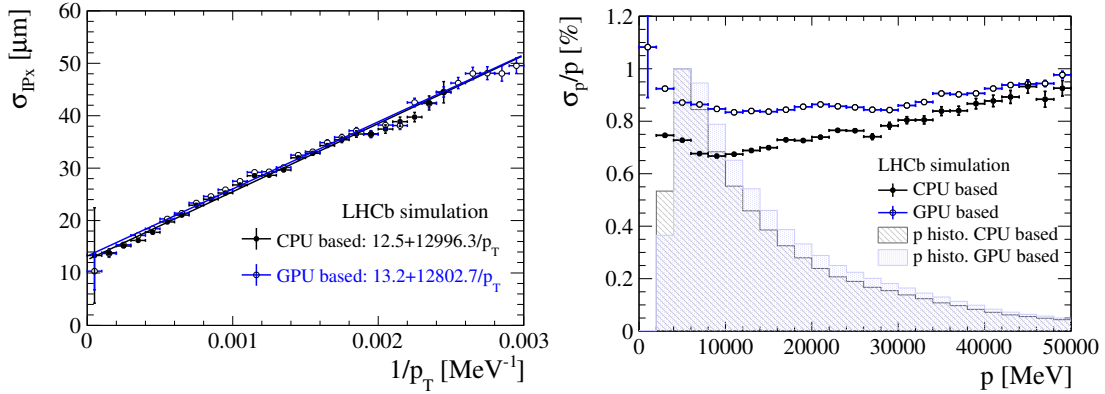 σ_IPx [μm]
60
50
40
30
20
10
0
0
0.001
0.002
0.003
1/p_T [MeV⁻¹]
LHCb simulation
CPU based: 12.5+12996.3/p_T
GPU based: 13.2+12802.7/p_T
σ_p/p [%]
1.2
1
0.8
0.6
0.4
0.2
0
0
10000
20000
30000
40000
50000
p [MeV]
LHCb simulation
CPU based
GPU based
p histo. CPU based
p histo. GPU based